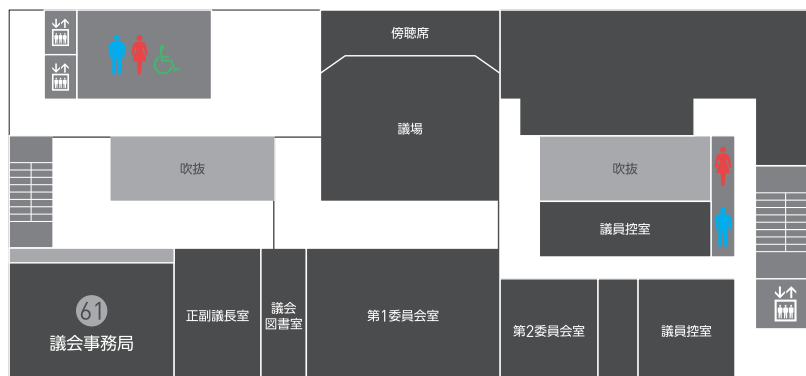 傍聴席
議場
吹抜
吹抜
議員控室
61
議会事務局
正副議長室
議会
図書室
第1委員会室
第2委員会室
議員控室